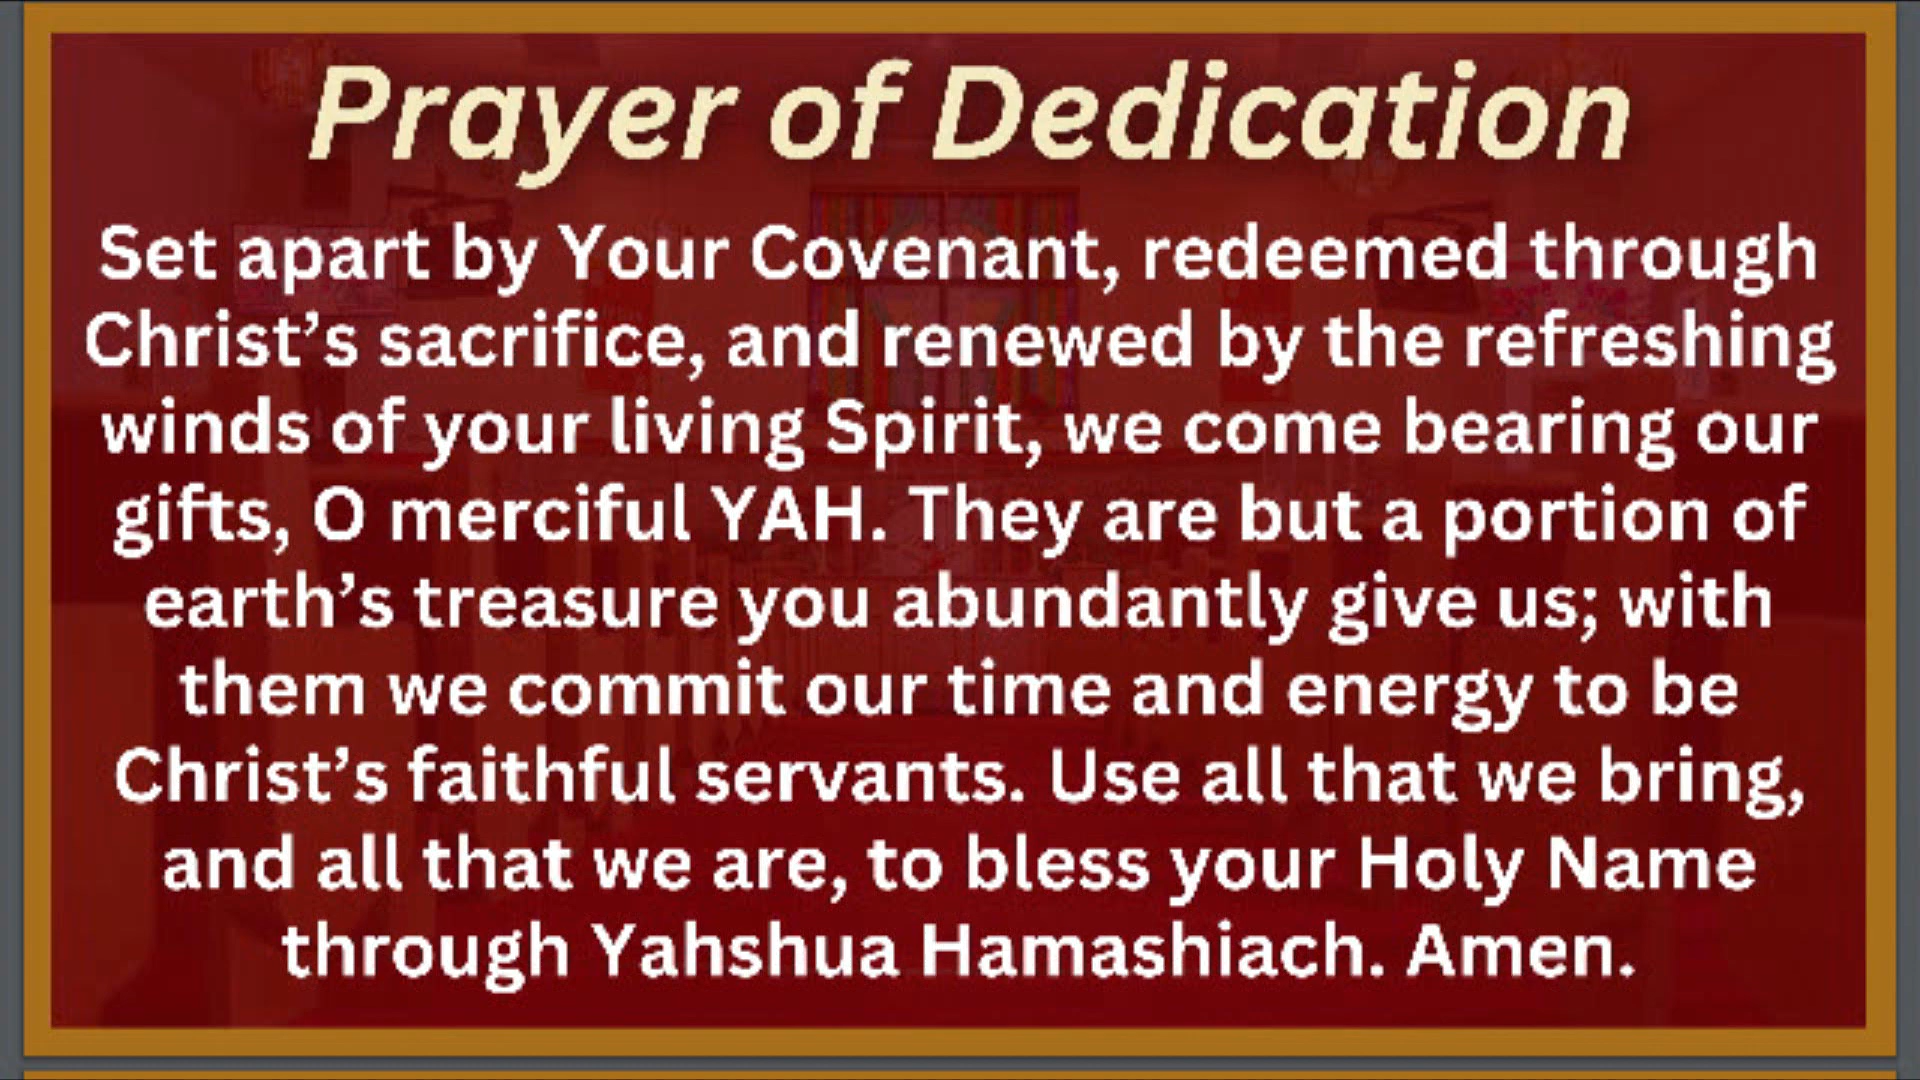 Prayer of Dedication
Set apart by Your Covenant, redeemed through
Christ’s sacrifice, and renewed by the refreshing
winds of your living Spirit, we come bearing our
gifts, O merciful YAH. They are but a portion of
earth’s treasure you abundantly give us; with
them we commit our time and energy to be
Christ’s faithful servants. Use all that we bring,
and all that we are, to bless your Holy Name
through Yahshua Hamashiach. Amen.